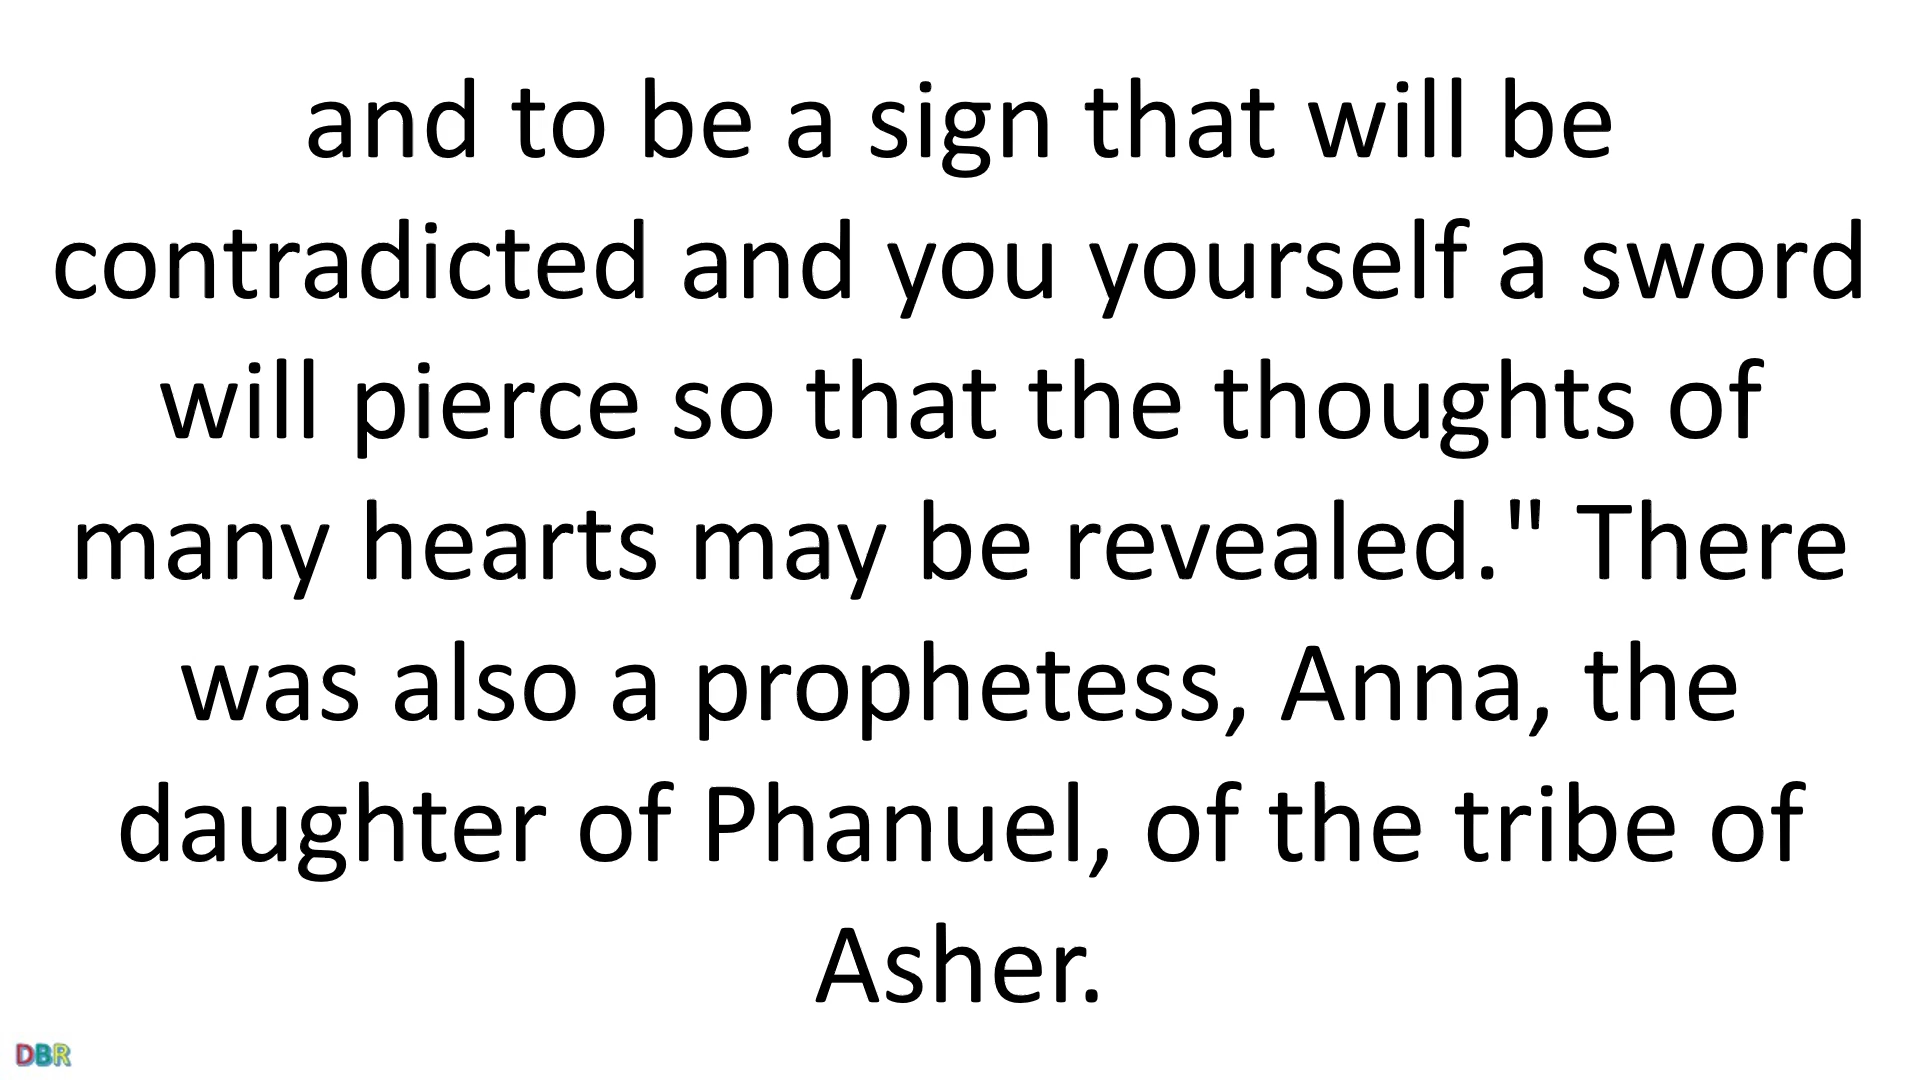 and to be a sign that will be
contradicted and you yourself a sword
will pierce so that the thoughts of
many hearts may be revealed." There
was also a prophetess, Anna, the
daughter of Phanuel, of the tribe of
Asher.
DBR